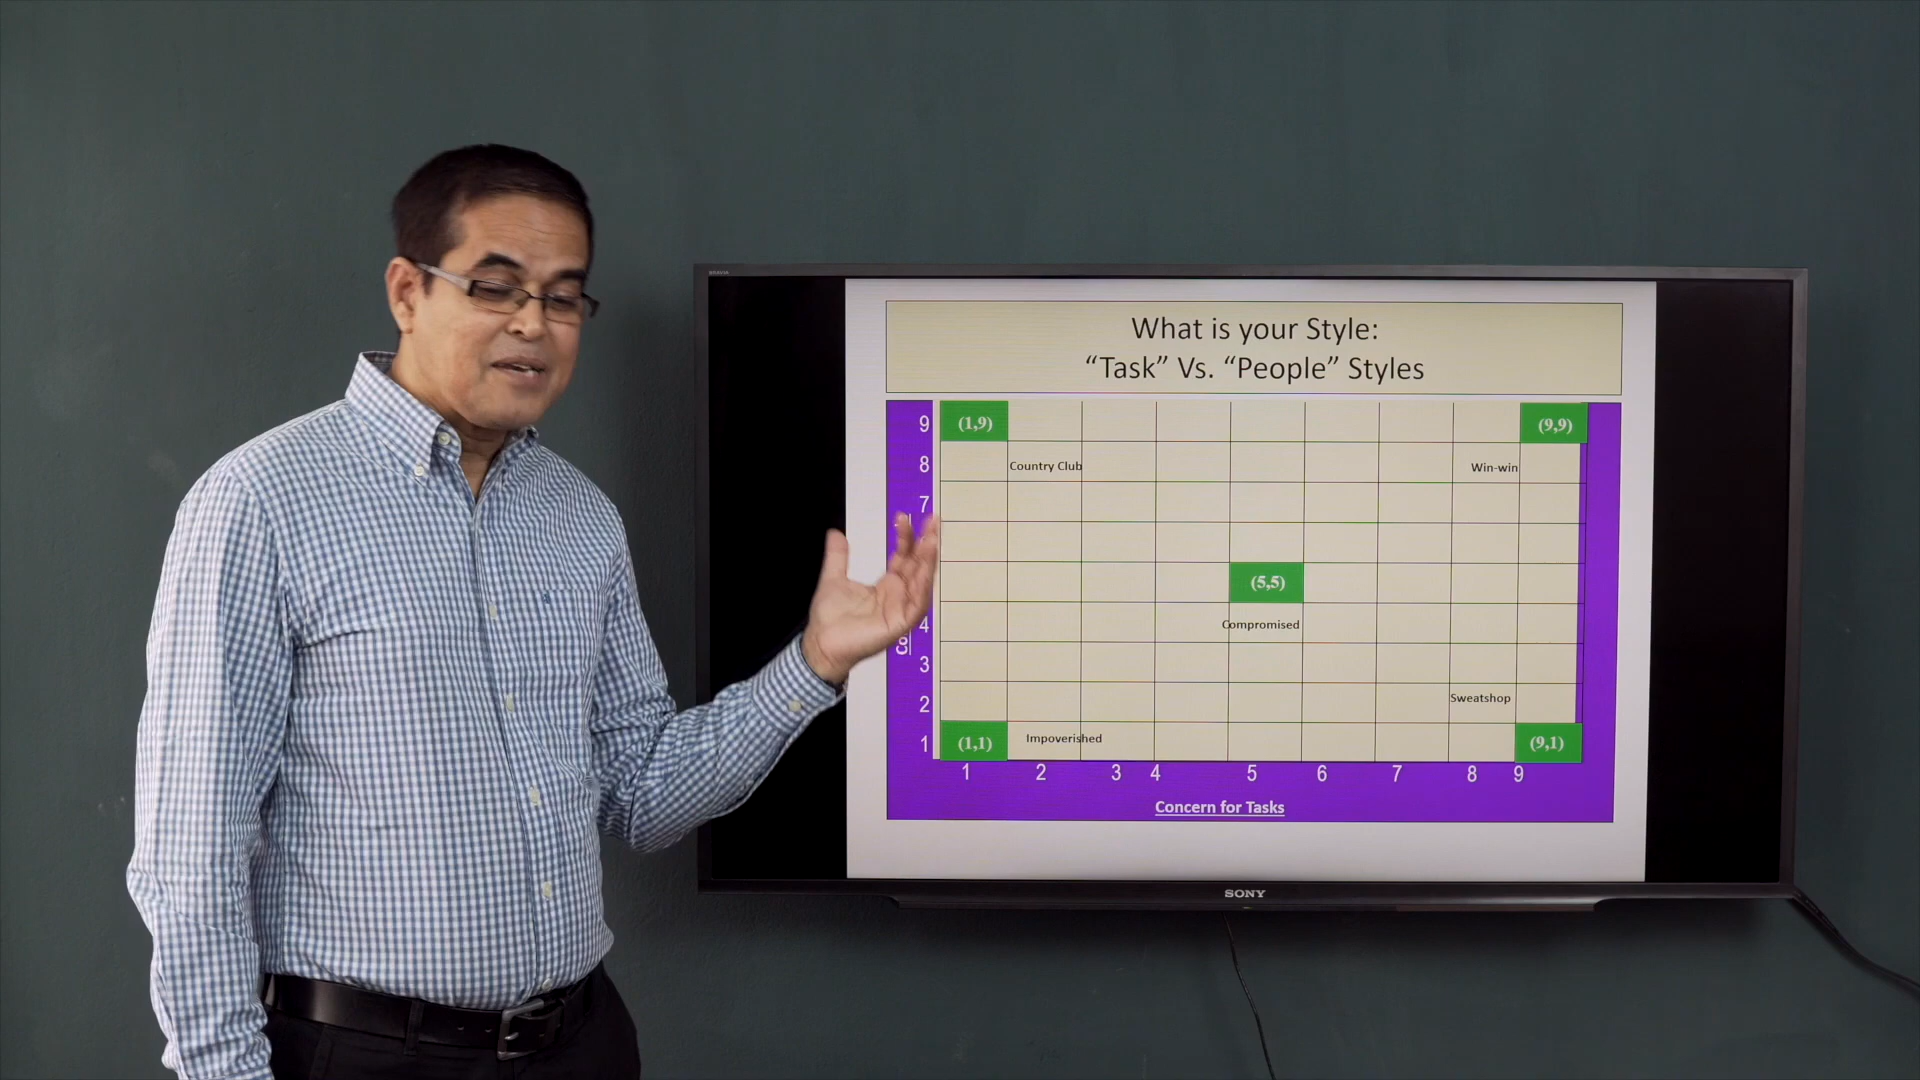 BRAVIA
What is your Style:
“Task” Vs. “People” Styles
9
(1,9)
(9,9)
8
Country Club
Win-win
7
(5,5)
4
Compromised
3
2
Sweatshop
1
(1,1)
Impoverished
(9,1)
1 2 3 4 5 6 7 8 9
Concern for Tasks
SONY